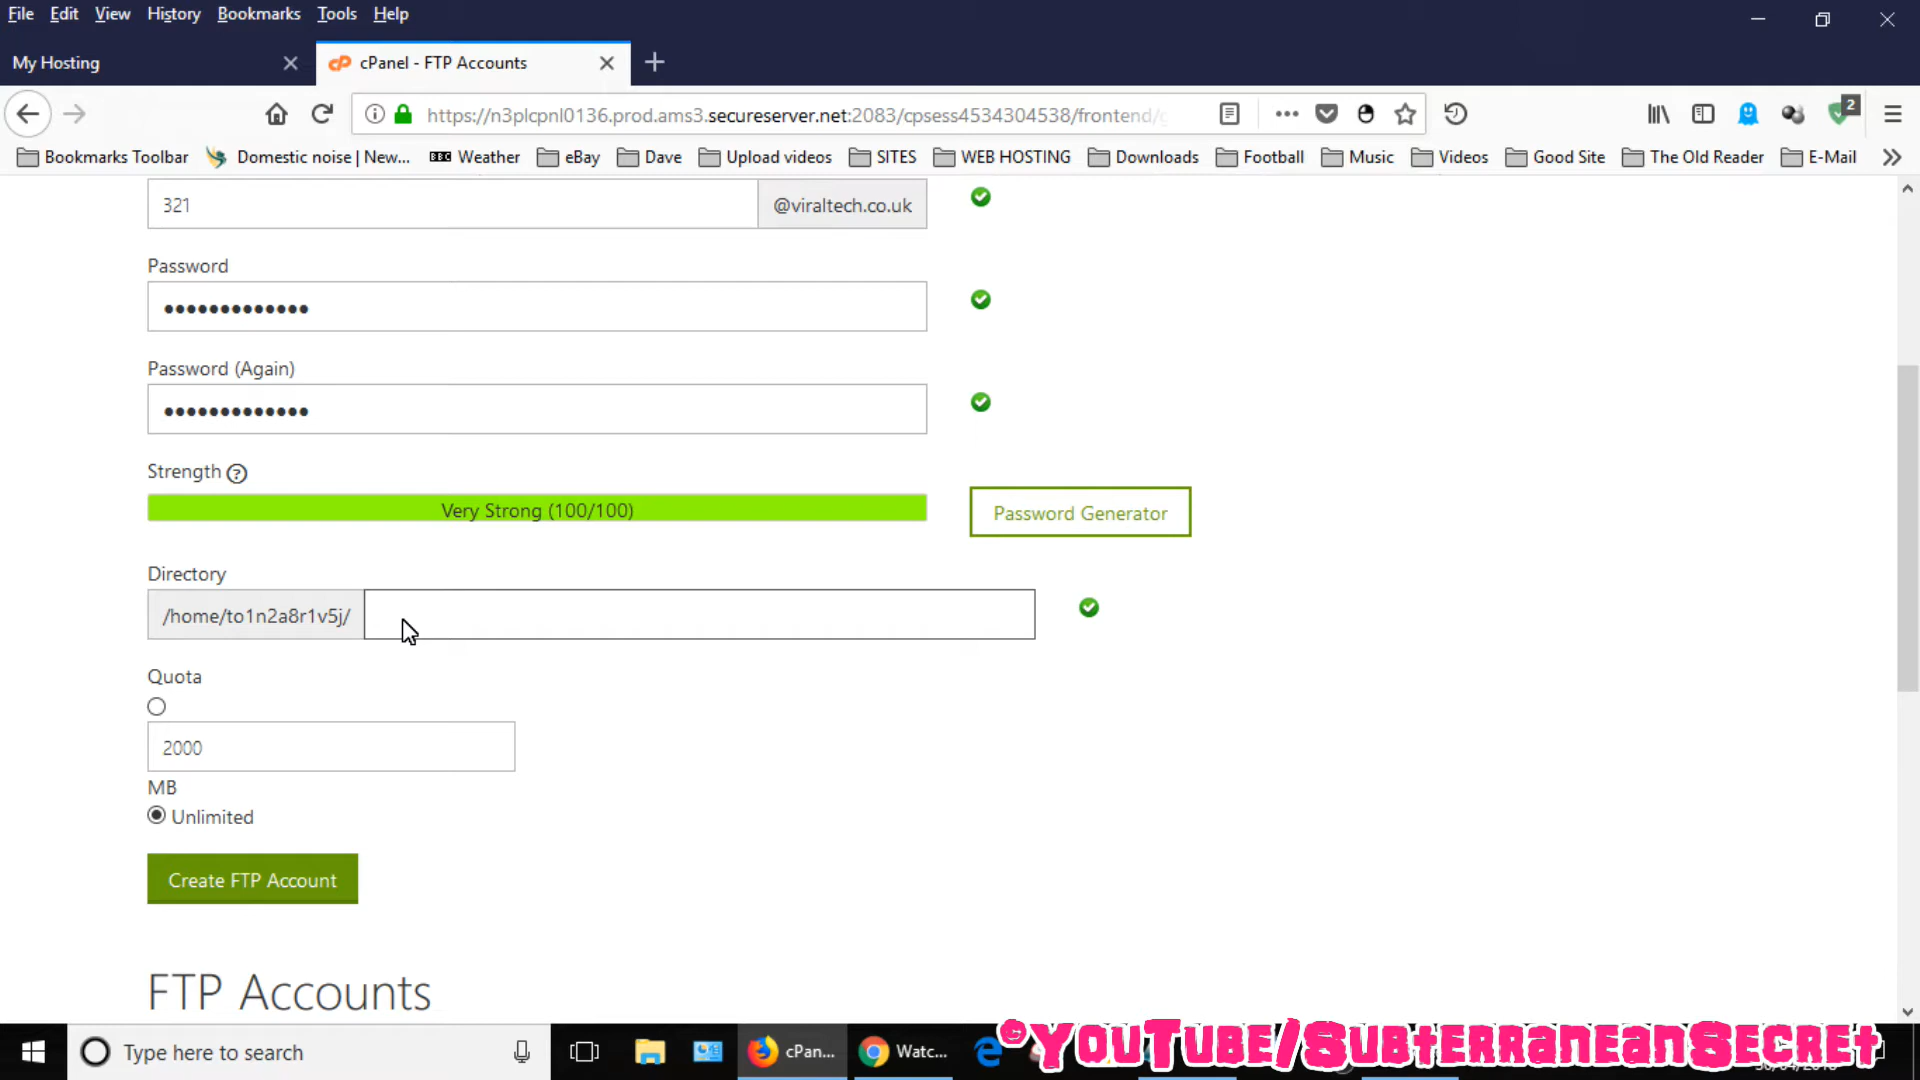 File Edit View History Bookmarks Tools Help
My Hosting
cPanel - FTP Accounts
https://n3plcpnl0136.prod.ams3.secureserver.net:2083/cpsess4534304538/frontend/
2
Bookmarks Toolbar
Domestic noise | New...
BBC Weather
eBay
Dave
Upload videos
SITES
WEB HOSTING
Downloads
Football
Music
Videos
Good Site
The Old Reader
E-Mail
321
@viraltech.co.uk
Password
Password (Again)
Strength ?
Very Strong (100/100)
Password Generator
Directory
/home/to1n2a8r1v5j/
Quota
2000
MB
Unlimited
Create FTP Account
FTP Accounts
Type here to search
cPan...
Watc...
©YouTube/SubterraneanSecret